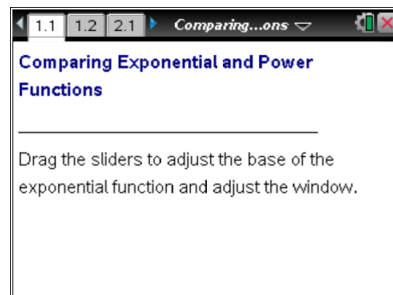 1.1 1.2 2.1 Comparing...ons
Comparing Exponential and Power
Functions
Drag the sliders to adjust the base of the
exponential function and adjust the window.